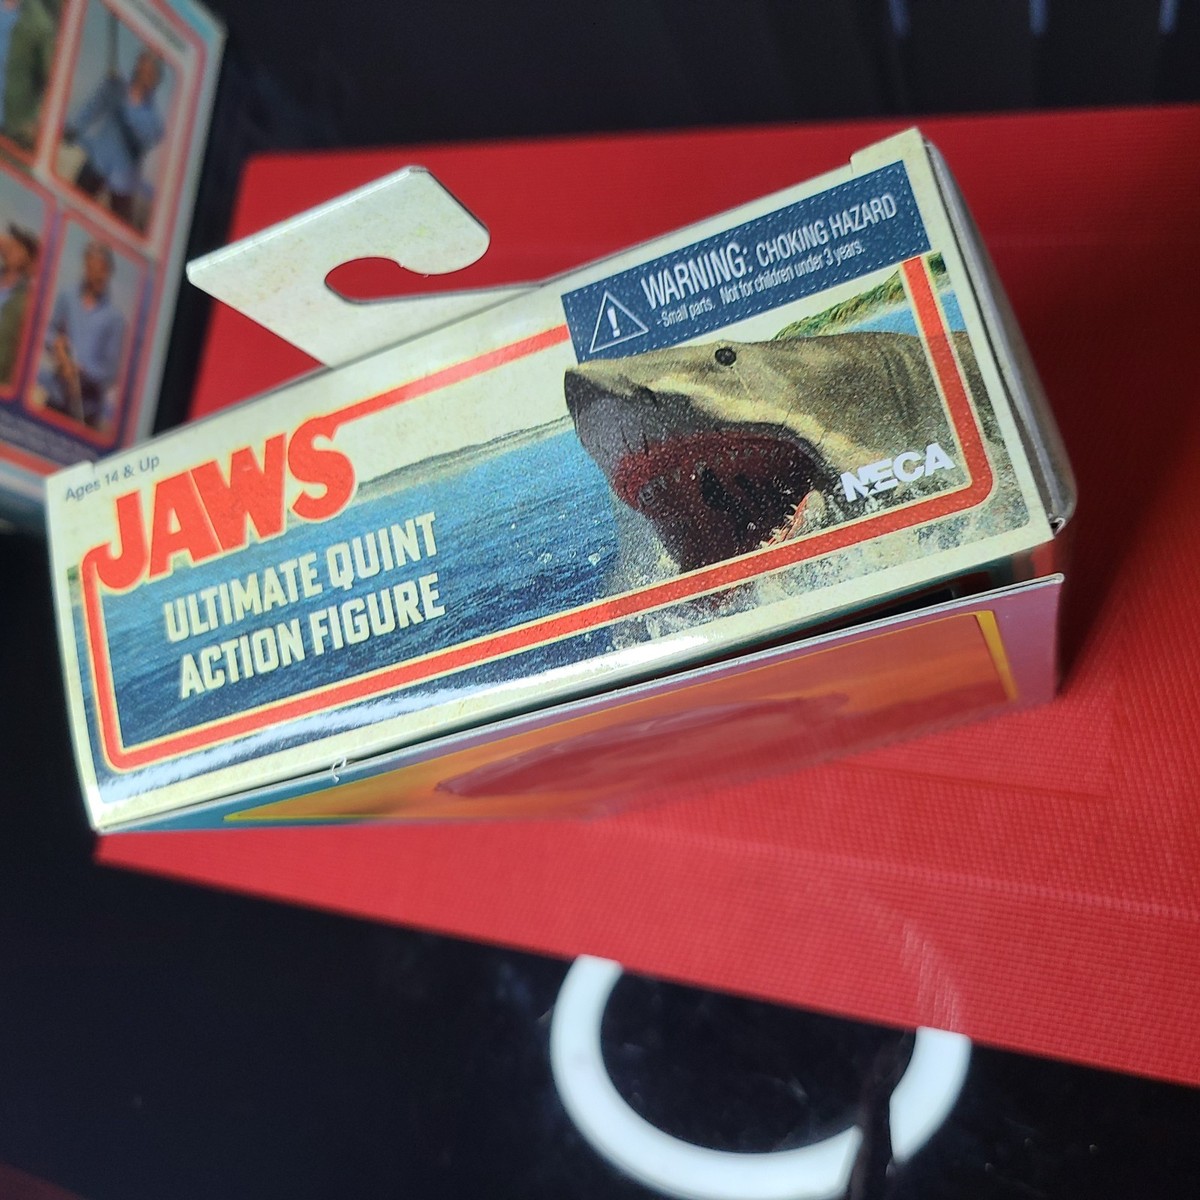 WARNING: CHOKING HAZARD
- Small parts. Not for children under 3 years.
Ages 14 & Up
JAWS
ULTIMATE QUINT
ACTION FIGURE
NECA